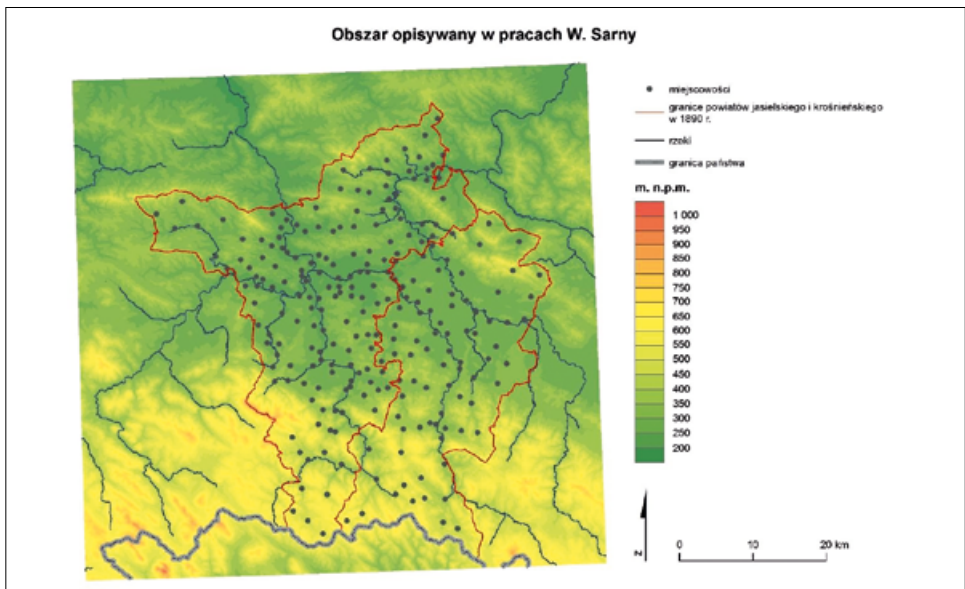 Obszar opisywany w pracach W. Sarny
miejscowości
granice powiatów jasielskiego i krośnieńskiego
w 1890 r.
rzeki
granica państwa
m. n.p.m.
1 000
950
900
850
800
750
700
650
600
550
500
450
400
350
300
250
200
N
0 10 20 km